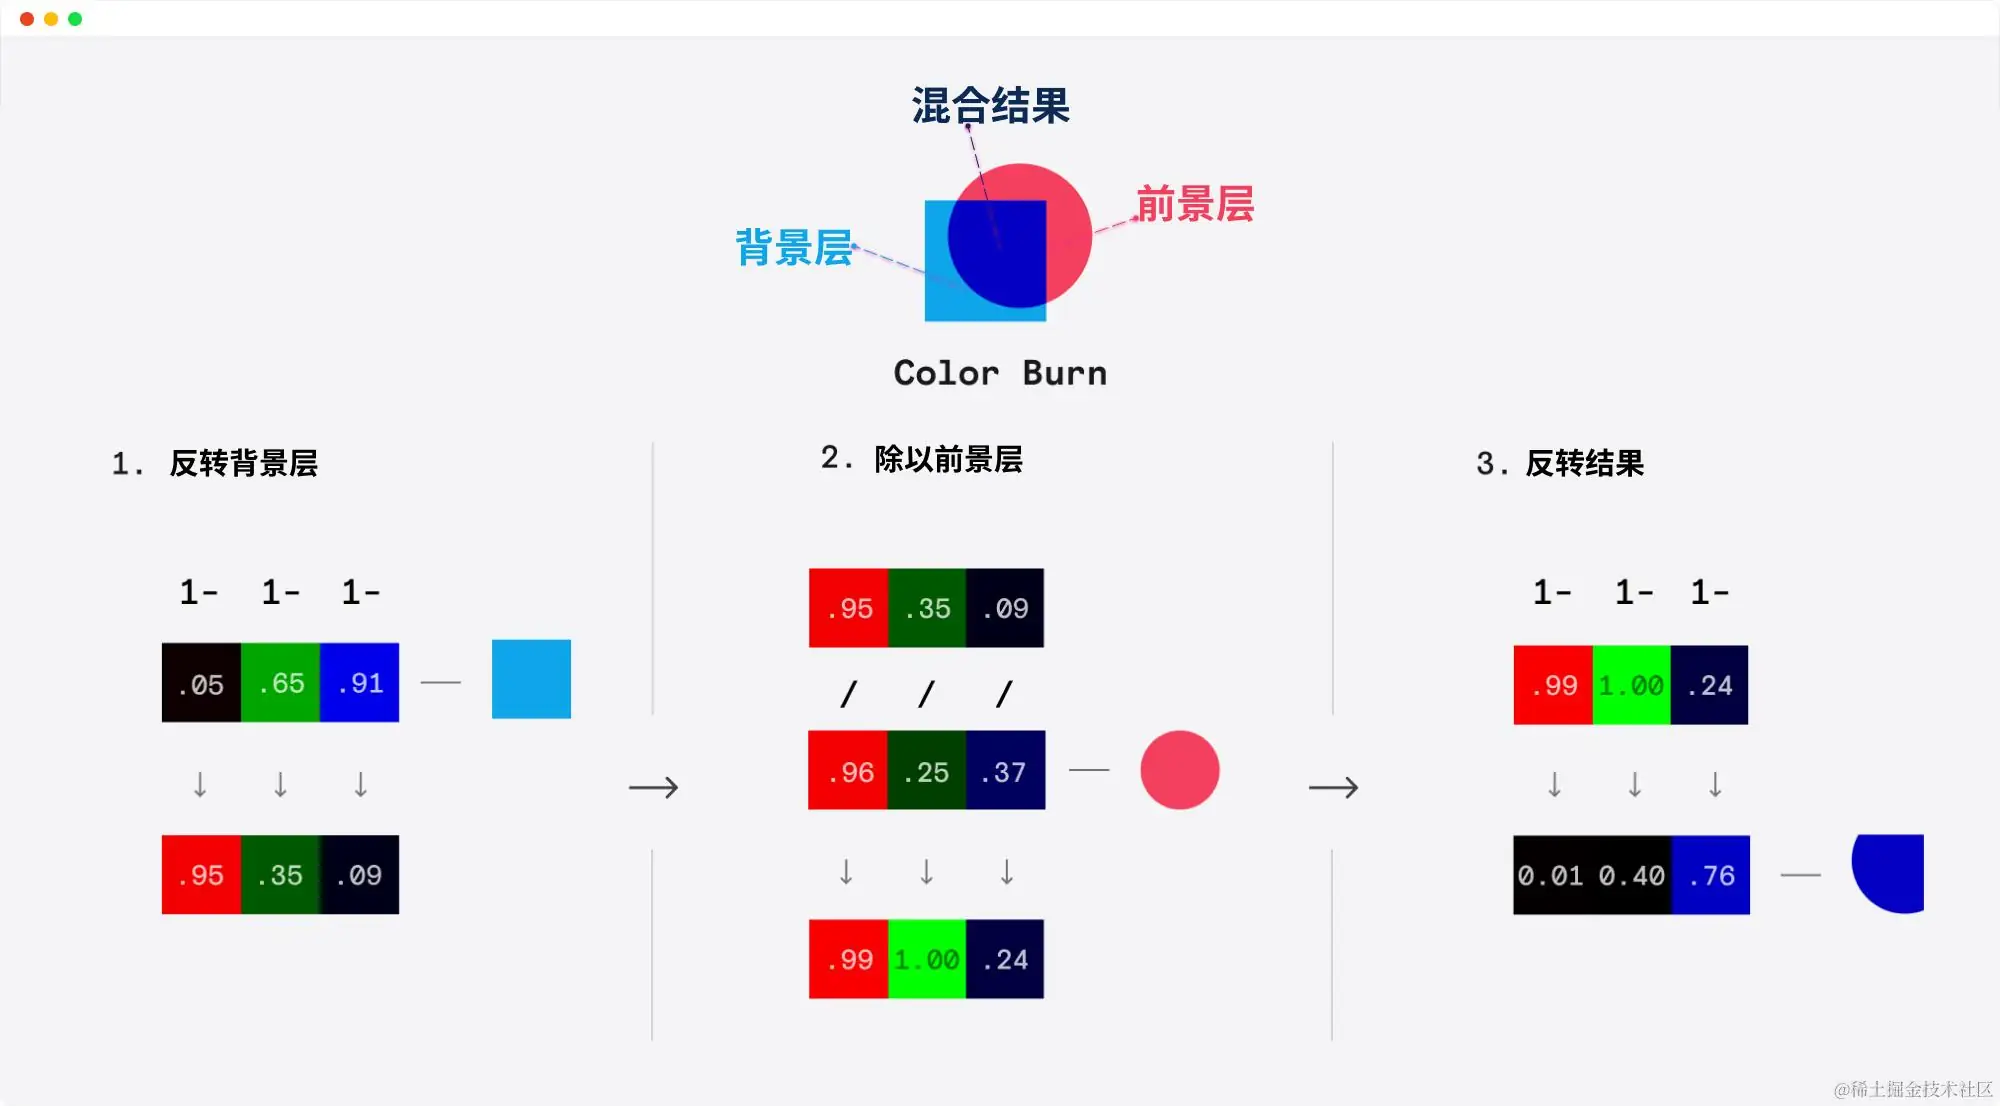 混合结果
前景层
背景层
Color Burn
1. 反转背景层
1- 1- 1-
.05 .65 .91
.95 .35 .09
2. 除以前景层
.95 .35 .09
/ / /
.96 .25 .37
.99 1.00 .24
3. 反转结果
1- 1- 1-
.99 1.00 .24
0.01 0.40 .76
@稀土掘金技术社区